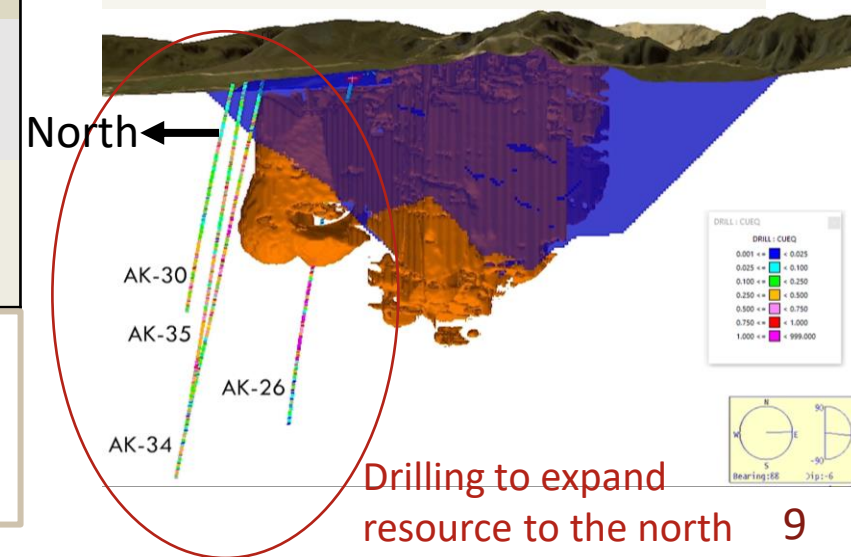 North
DRILL : CUEQ
DRILL : CUEQ
0.001 <= < 0.025
0.025 <= < 0.100
0.100 <= < 0.250
0.250 <= < 0.500
0.500 <= < 0.750
0.750 <= < 1.000
1.000 <= < 999.000
AK-30
AK-35
AK-26
AK-34
N
W E
S
90
-90
Bearing:88
Dip:-6
Drilling to expand
resource to the north
9